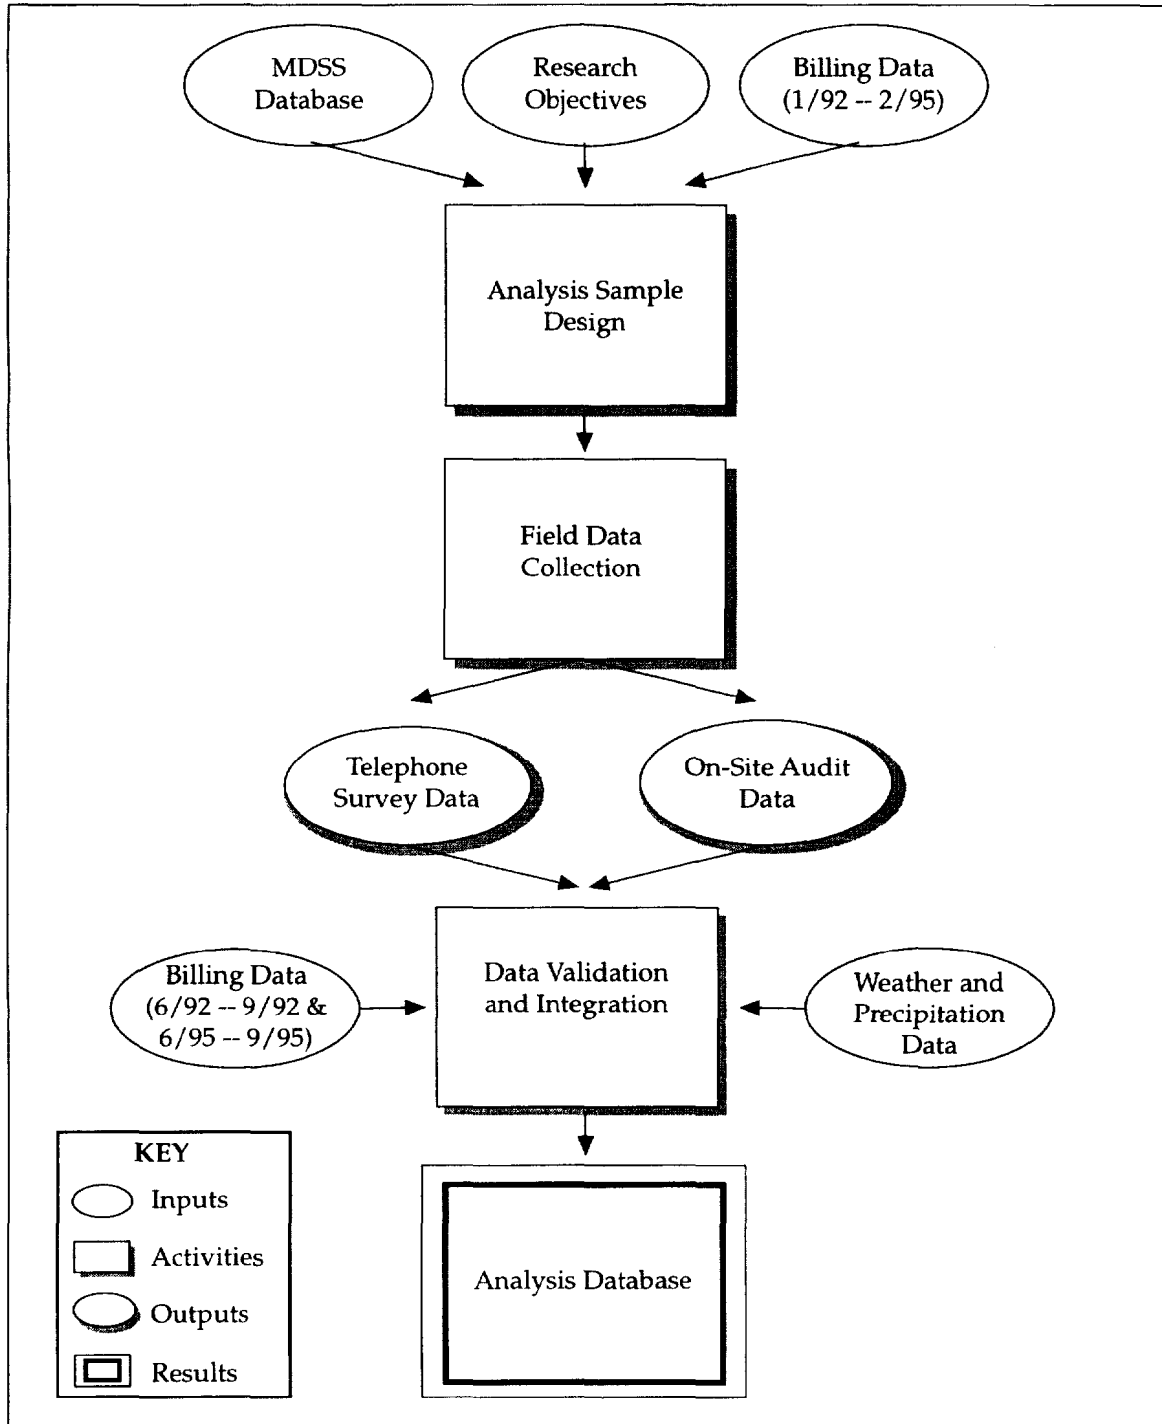 MDSS
Database
Research
Objectives
Billing Data
(1/92 -- 2/95)
Analysis Sample
Design
Field Data
Collection
Telephone
Survey Data
On-Site Audit
Data
Billing Data
(6/92 -- 9/92 &
6/95 -- 9/95)
Data Validation
and Integration
Weather and
Precipitation
Data
KEY
Inputs
Activities
Outputs
Results
Analysis Database